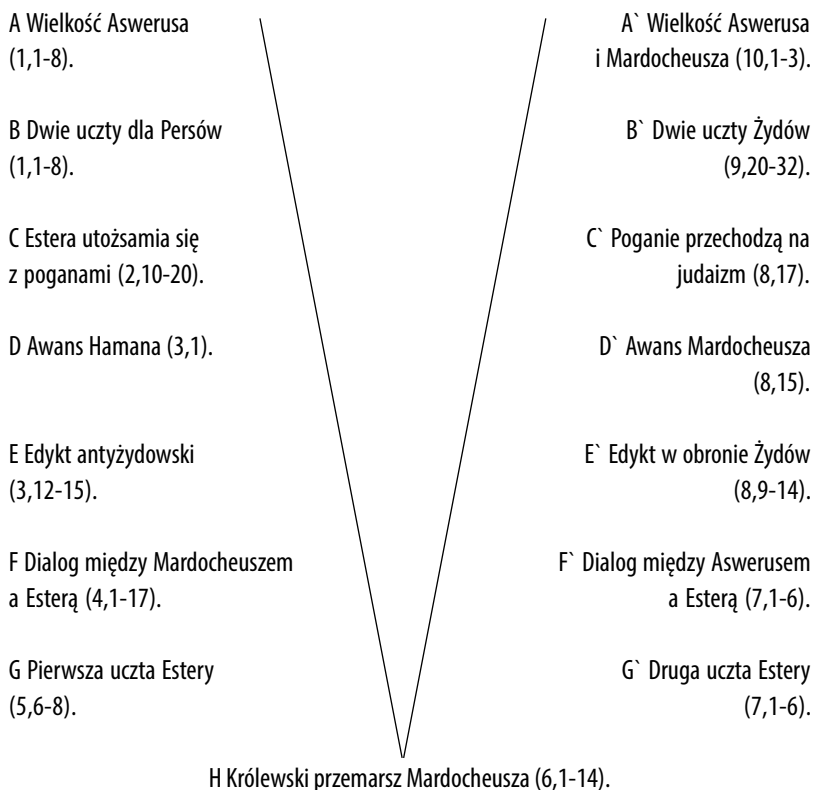 A Wielkość Aswerusa
(1,1-8).
A` Wielkość Aswerusa
i Mardocheusza (10,1-3).
B Dwie uczty dla Persów
(1,1-8).
B` Dwie uczty Żydów
(9,20-32).
C Estera utożsamia się
z poganami (2,10-20).
C` Poganie przechodzą na
judaizm (8,17).
D Awans Hamana (3,1).
D` Awans Mardocheusza
(8,15).
E Edykt antyżydowski
(3,12-15).
E` Edykt w obronie Żydów
(8,9-14).
F Dialog między Mardocheuszem
a Esterą (4,1-17).
F` Dialog między Aswerusem
a Esterą (7,1-6).
G Pierwsza uczta Estery
(5,6-8).
G` Druga uczta Estery
(7,1-6).
H Królewski przemarsz Mardocheusza (6,1-14).